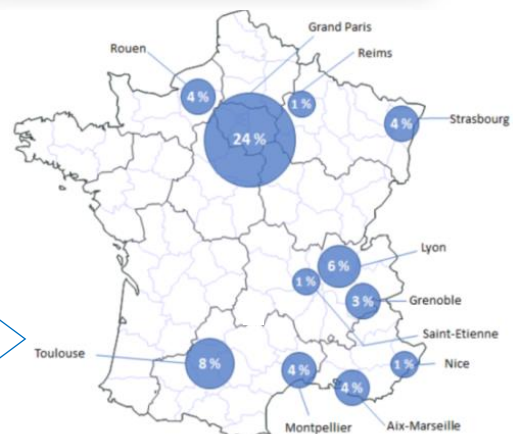 Grand Paris
Rouen
Reims
4 %
1 %
24 %
4 %
Strasbourg
Lyon
6 %
1 %
3 %
Grenoble
Saint-Etienne
Toulouse
8 %
4 %
1 %
Nice
4 %
Montpellier
Aix-Marseille